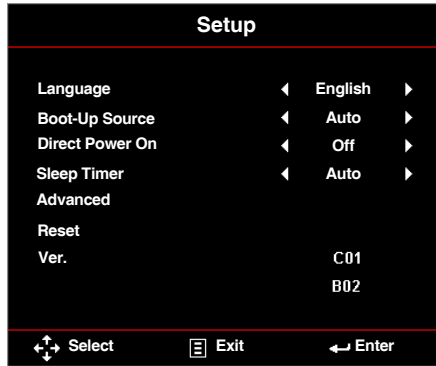 Setup
Language English
Boot-Up Source Auto
Direct Power On Off
Sleep Timer Auto
Advanced
Reset
Ver. C01
B02
Select Exit Enter